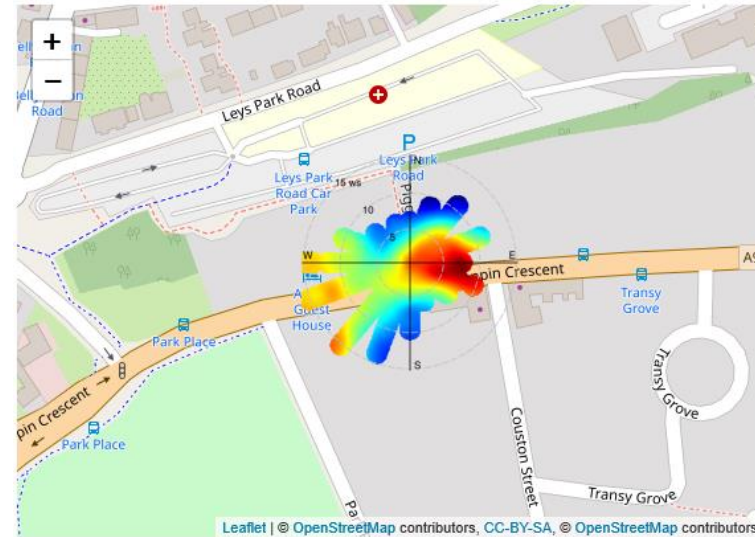 +
−
Leys Park Road
Road
P
Leys Park
Road
Leys Park
Road Car
Park
N
15 ws
10
5
W
E
S
Pigg
pin Crescent
A9
Guest
House
Transy
Grove
Park Place
Park Place
pin Crescent
Couston Street
Transy Grove
Transy Grove
Par
Leaflet | © OpenStreetMap contributors, CC-BY-SA, © OpenStreetMap contributors